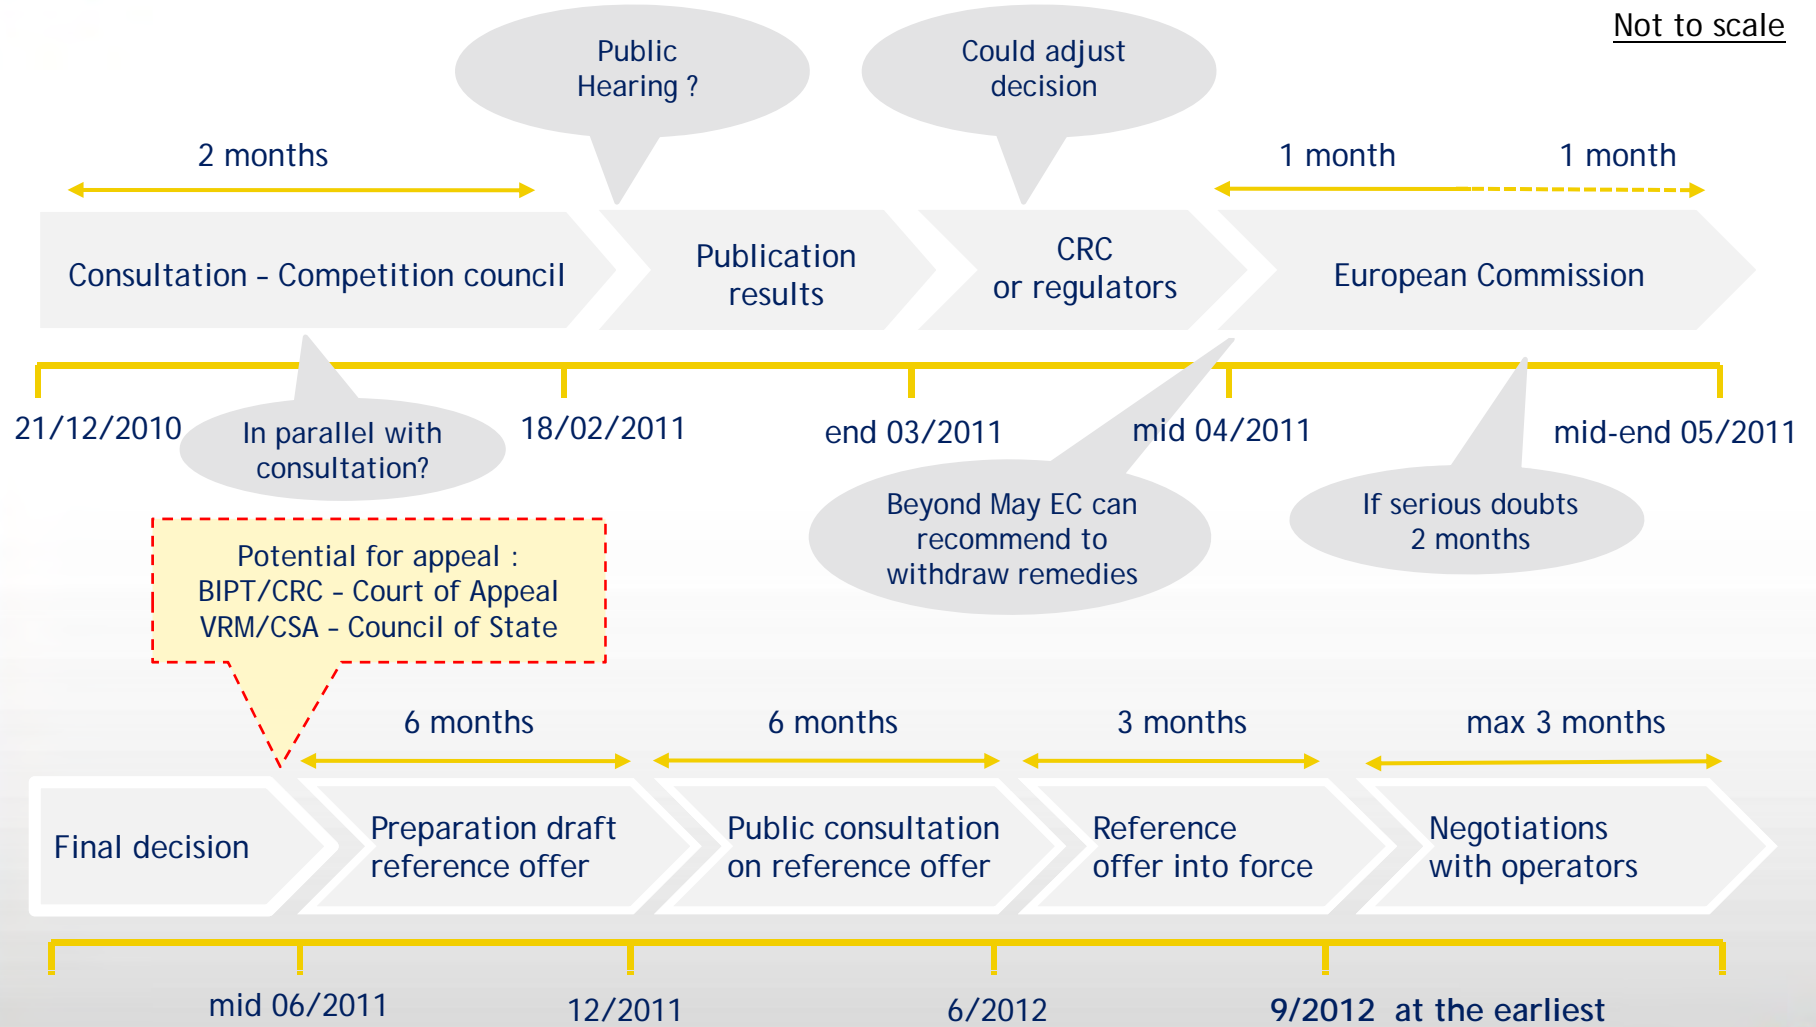 Not to scale
Public
Hearing ?
Could adjust
decision
2 months
1 month
1 month
Consultation – Competition council
Publication
results
CRC
or regulators
European Commission
21/12/2010
18/02/2011
end 03/2011
mid 04/2011
mid-end 05/2011
In parallel with
consultation?
Beyond May EC can
recommend to
withdraw remedies
If serious doubts
2 months
Potential for appeal :
BIPT/CRC – Court of Appeal
VRM/CSA – Council of State
6 months
6 months
3 months
max 3 months
Final decision
Preparation draft
reference offer
Public consultation
on reference offer
Reference
offer into force
Negotiations
with operators
mid 06/2011
12/2011
6/2012
9/2012 at the earliest